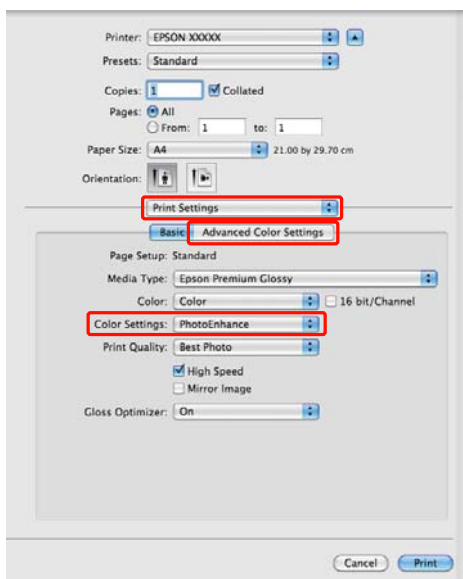 Printer: EPSON XXXXX
Presets: Standard
Copies: 1 Collated
Pages: All
From: 1 to: 1
Paper Size: A4 21.00 by 29.70 cm
Orientation:
Print Settings
Basic Advanced Color Settings
Page Setup: Standard
Media Type: Epson Premium Glossy
Color: Color 16 bit/Channel
Color Settings: PhotoEnhance
Print Quality: Best Photo
High Speed
Mirror Image
Gloss Optimizer: On
Cancel Print